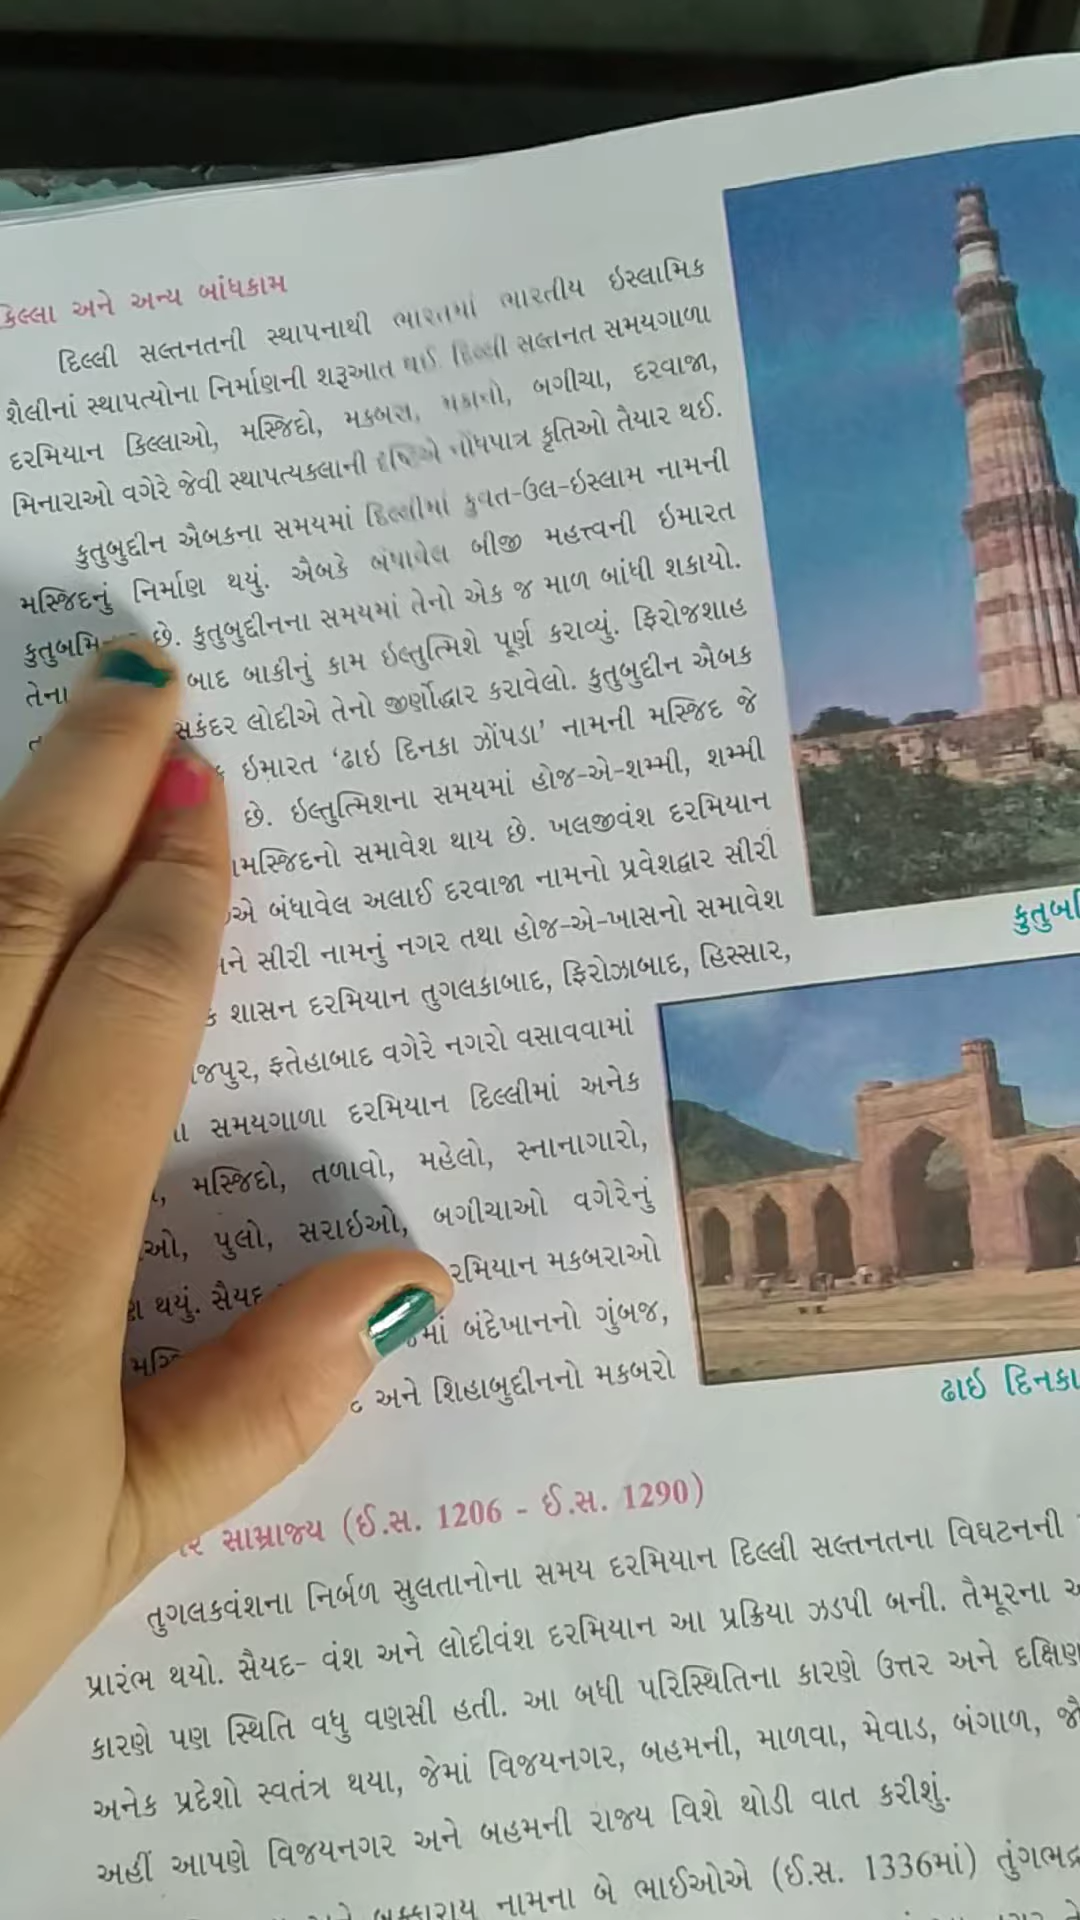 કિલ્લા અને અન્ય બાંધકામ
દિલ્લી સલ્તનતની સ્થાપનાથી ભારતમાં ભારતીય ઇસ્લામિક
શૈલીનાં સ્થાપત્યોના નિર્માણની શરૂઆત થઈ. દિલ્લી સલ્તનત સમયગાળા
દરમિયાન કિલ્લાઓ, મસ્જિદો, મકબરા, મકાનો, બગીચા, દરવાજા,
મિનારાઓ વગેરે જેવી સ્થાપત્યકલાની દૃષ્ટિએ નોંધપાત્ર કૃતિઓ તૈયાર થઈ.
કુતુબુદ્દીન ઐબકના સમયમાં દિલ્લીમાં કુવત-ઉલ-ઇસ્લામ નામની
મસ્જિદનું નિર્માણ થયું. ઐબકે બંધાવેલ બીજી મહત્ત્વની ઇમારત
છે. કુતુબુદ્દીનના સમયમાં તેનો એક જ માળ બાંધી શકાયો.
તેના બાદ બાકીનું કામ ઇલ્તુત્મિશે પૂર્ણ કરાવ્યું. ફિરોજશાહ
સકંદર લોદીએ તેનો જીર્ણોદ્ધાર કરાવેલો. કુતુબુદ્દીન ઐબક
ઇમારત ‘ઢાઇ દિનકા ઝોંપડા’ નામની મસ્જિદ જે
છે. ઇલ્તુત્મિશના સમયમાં હોજ-એ-શમ્મી, શમ્મી
મસ્જિદનો સમાવેશ થાય છે. ખલજીવંશ દરમિયાન
એ બંધાવેલ અલાઈ દરવાજા નામનો પ્રવેશદ્વાર સીરી
ને સીરી નામનું નગર તથા હોજ-એ-ખાસનો સમાવેશ
શાસન દરમિયાન તુગલકાબાદ, ફિરોઝાબાદ, હિસ્સાર,
જપુર, ફતેહાબાદ વગેરે નગરો વસાવવામાં
સમયગાળા દરમિયાન દિલ્લીમાં અનેક
મસ્જિદો, તળાવો, મહેલો, સ્નાનાગારો,
ઓ, પુલો, સરાઇઓ, બગીચાઓ વગેરેનું
થયું. સૈયદ રમિયાન મકબરાઓ
માં બંદેખાનનો ગુંબજ,
અને શિહાબુદ્દીનનો મકબરો
કુતુબ
ઢાઇ દિનકા
સામ્રાજ્ય (ઈ.સ. 1206 - ઈ.સ. 1290)
તુગલકવંશના નિર્બળ સુલતાનોના સમય દરમિયાન દિલ્લી સલ્તનતના વિઘટનની
પ્રારંભ થયો. સૈયદ- વંશ અને લોદીવંશ દરમિયાન આ પ્રક્રિયા ઝડપી બની. તૈમૂરના
કારણે પણ સ્થિતિ વધુ વણસી હતી. આ બધી પરિસ્થિતિના કારણે ઉત્તર અને દક્ષિણ
અનેક પ્રદેશો સ્વતંત્ર થયા, જેમાં વિજયનગર, બહમની, માળવા, મેવાડ, બંગાળ,
અહીં આપણે વિજયનગર અને બહમની રાજ્ય વિશે થોડી વાત કરીશું.
બુક્કારાય નામના બે ભાઈઓએ (ઈ.સ. 1336માં) તુંગભદ્ર